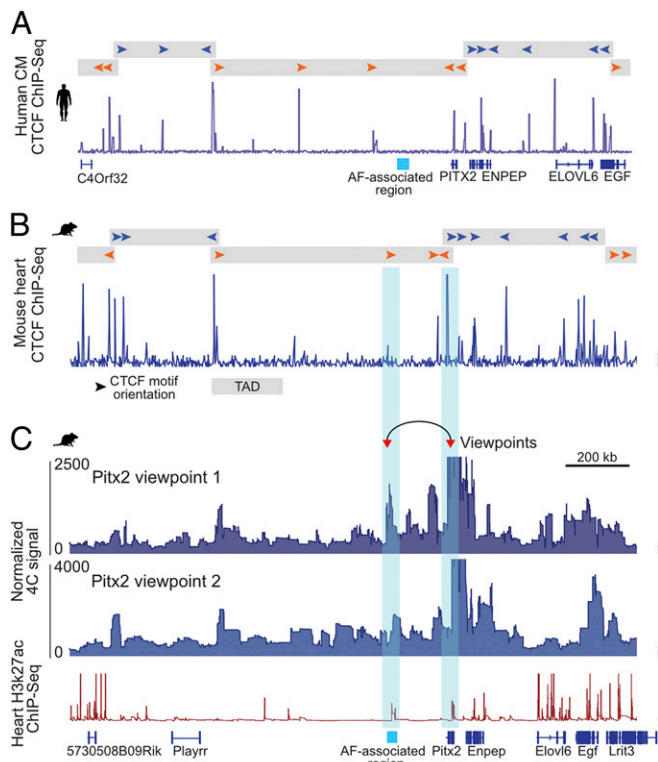 A
Human CM
CTCF ChIP-Seq
C4Orf32
AF-associated
region
PITX2 ENPEP
ELOVL6 EGF
B
Mouse heart
CTCF ChIP-Seq
CTCF motif
orientation
TAD
C
Viewpoints
200 kb
Normalized
4C signal
2500
Pitx2 viewpoint 1
0
4000
Pitx2 viewpoint 2
0
Heart H3k27ac
ChIP-Seq
5730508B09Rik
Playrr
AF-associated
region
Pitx2 Enpep
Elovl6 Egf Lrit3